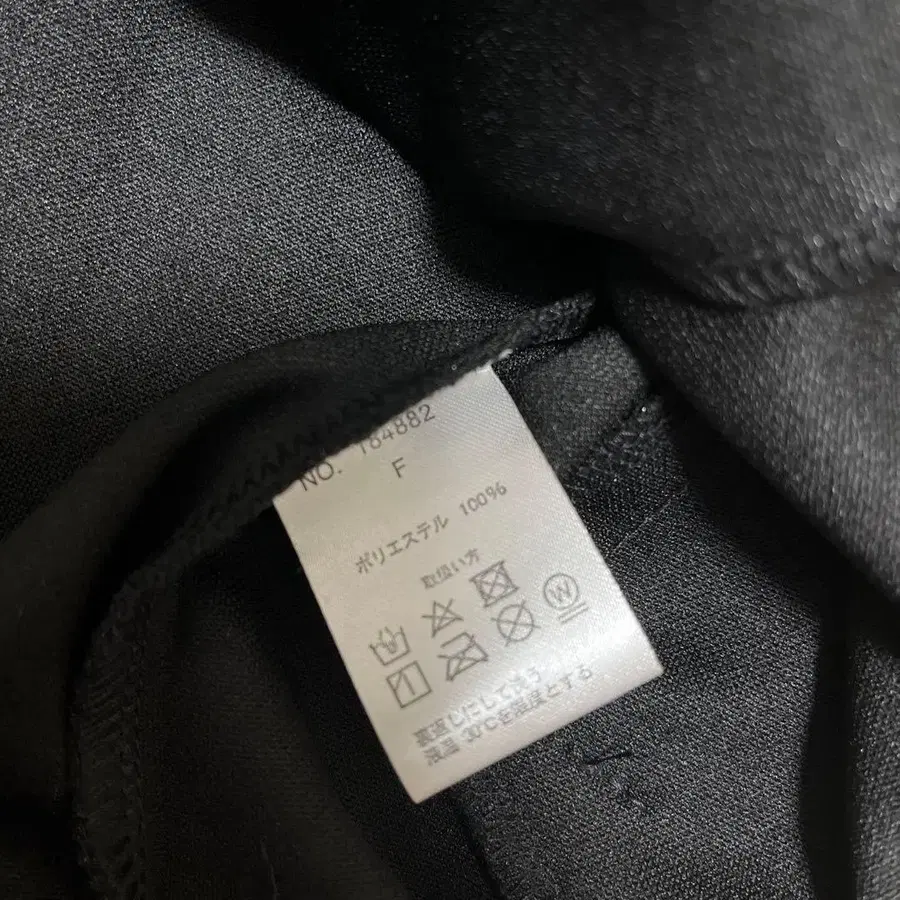 NO. 184882
F
ポリエステル 100%
取扱い方
W
裏返しにして洗う
液温 30℃を限度とする